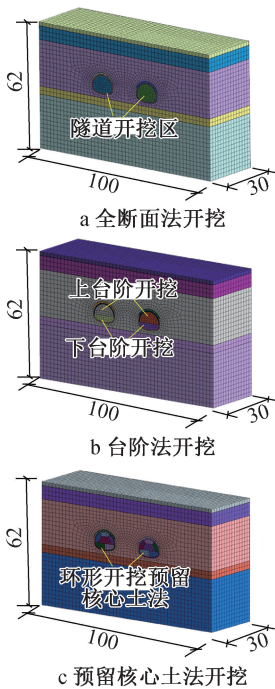 62
隧道开挖区
100
30
a 全断面法开挖
62
上台阶开挖
下台阶开挖
100
30
b 台阶法开挖
62
环形开挖预留
核心土法
100
30
c 预留核心土法开挖